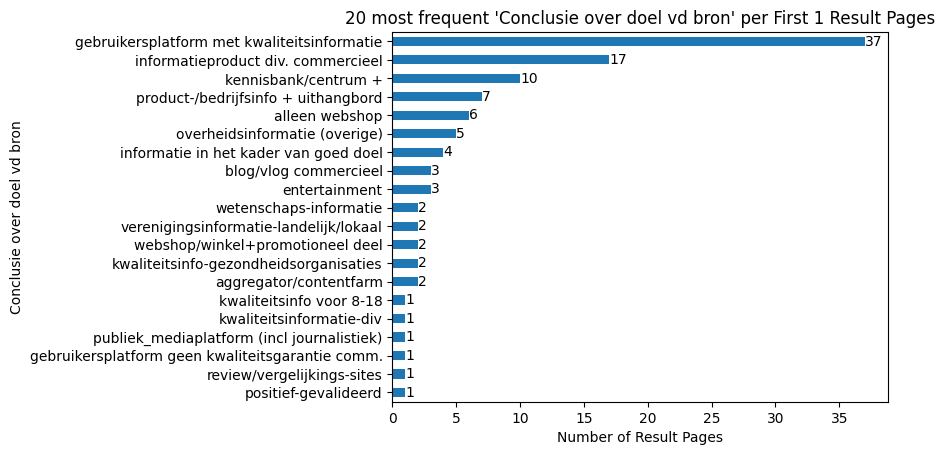 20 most frequent 'Conclusie over doel vd bron' per First 1 Result Pages
gebruikersplatform met kwaliteitsinformatie 37
informatieproduct div. commercieel 17
kennisbank/centrum + 10
product-/bedrijfsinfo + uithangbord 7
alleen webshop 6
overheidsinformatie (overige) 5
informatie in het kader van goed doel 4
blog/vlog commercieel 3
entertainment 3
wetenschaps-informatie 2
verenigingsinformatie-landelijk/lokaal 2
webshop/winkel+promotioneel deel 2
kwaliteitsinfo-gezondheidsorganisaties 2
aggregator/contentfarm 2
kwaliteitsinfo voor 8-18 1
kwaliteitsinformatie-div 1
publiek_mediaplatform (incl journalistiek) 1
gebruikersplatform geen kwaliteitsgarantie comm. 1
review/vergelijkings-sites 1
positief-gevalideerd 1
Conclusie over doel vd bron
0 5 10 15 20 25 30 35
Number of Result Pages